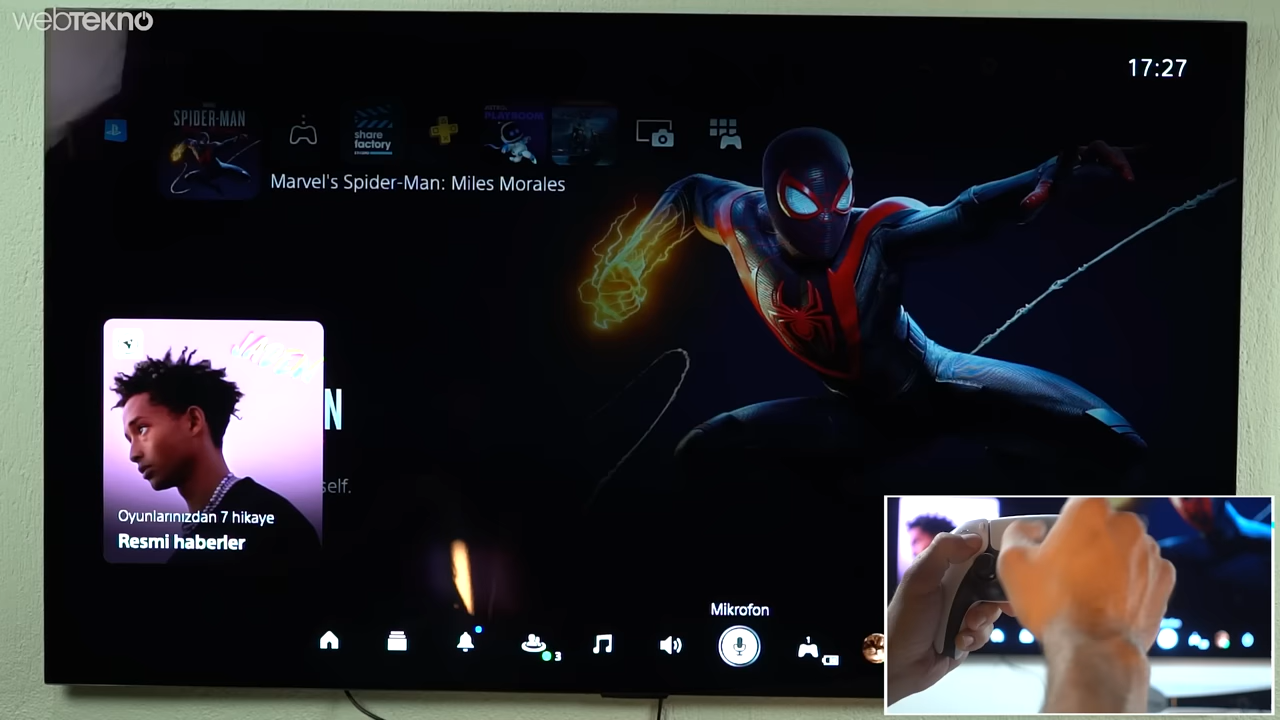 webTEKNO
17:27
SPIDER-MAN
share
factory
ASTRO's
PLAYROOM
Marvel's Spider-Man: Miles Morales
JADEN
N
self.
Oyunlarınızdan 7 hikaye
Resmi haberler
Mikrofon
3